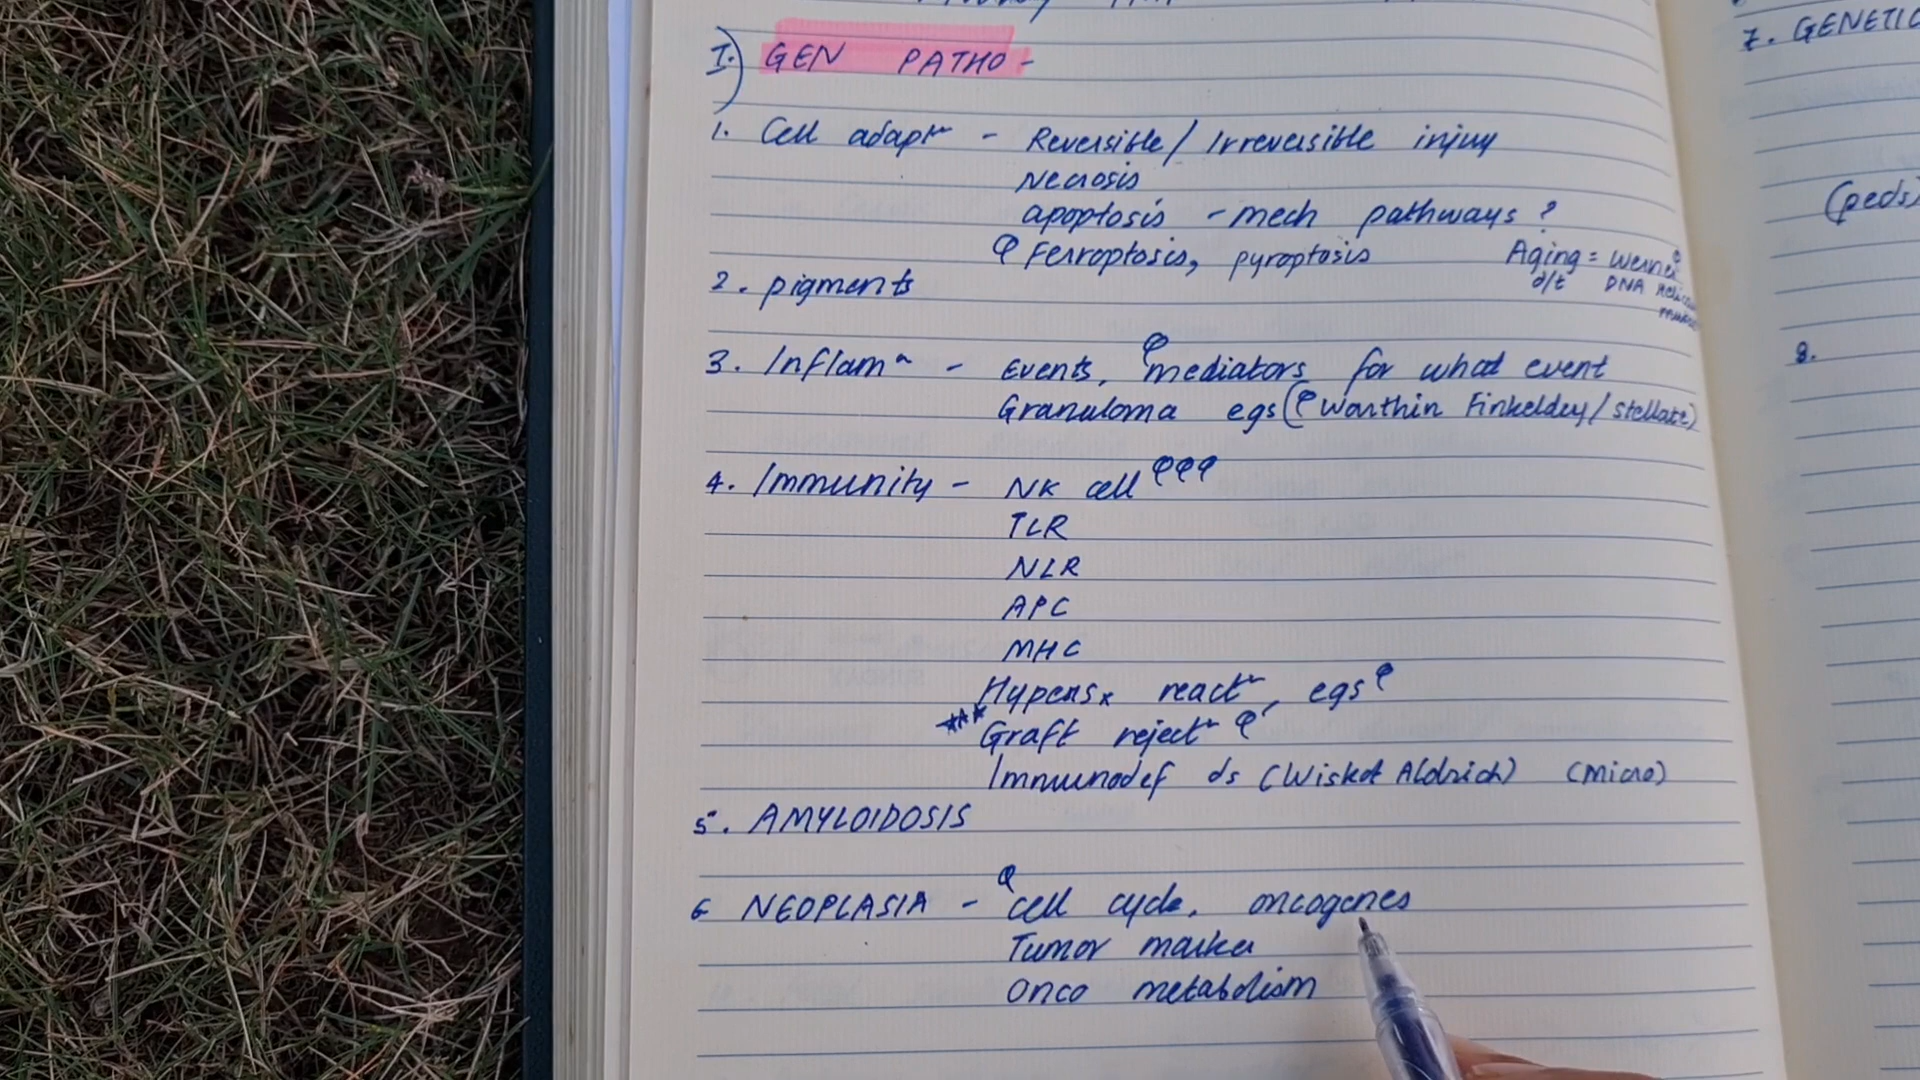 I.) GEN PATHO -
1. Cell adaptn - Reversible / Irreversible injury
Necrosis
apoptosis - mech pathways ?
Q Ferroptosis, pyroptosis
Aging = Werner Q
d/t DNA
2. pigments
3. Inflamn - Events, Q mediators for what event
Granuloma egs (Q Warthin Finkeldey / stellate)
4. Immunity - NK cell QQQ
TLR
NLR
APC
MHC
Hypersx reactn, egs Q
*** Graft rejectn Q
Immunodef ds (Wiskot Aldrich) (Micro)
5. AMYLOIDOSIS
6 NEOPLASIA - Q cell cycle, oncogenes
Tumor marker
Onco metabolism
7. GENETIC
(peds)
8.